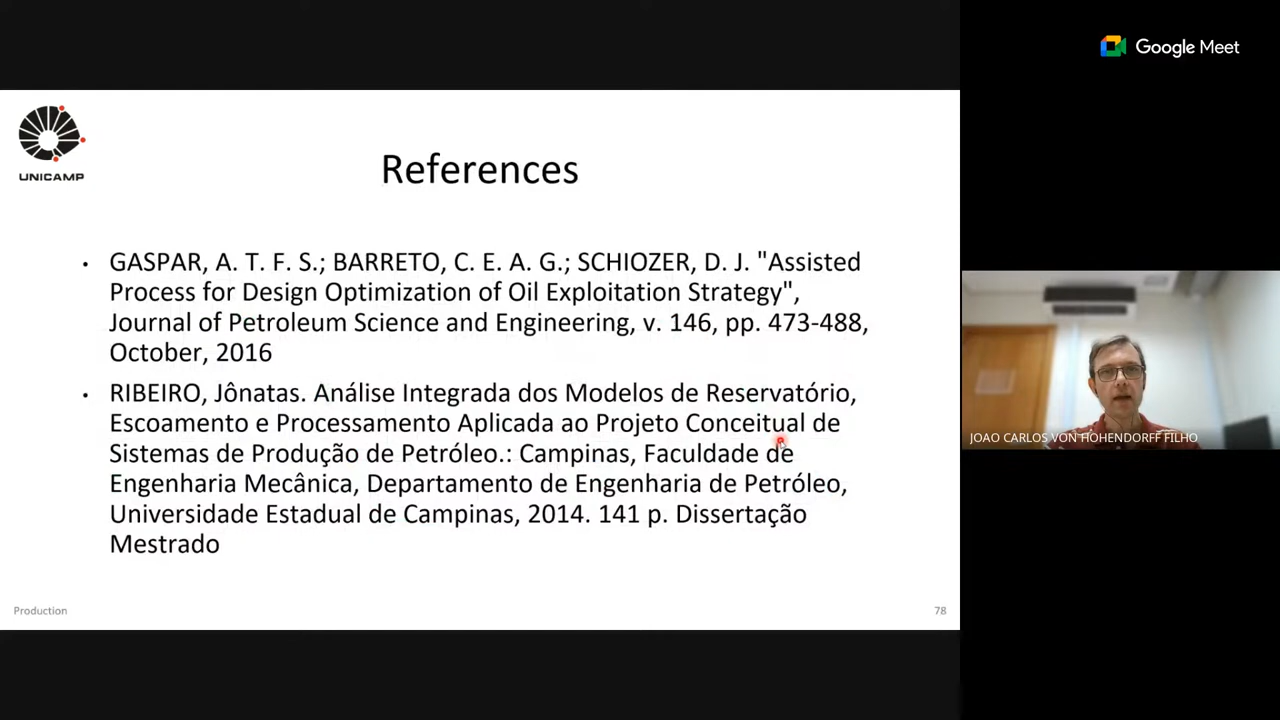 Google Meet
UNICAMP
References
• GASPAR, A. T. F. S.; BARRETO, C. E. A. G.; SCHIOZER, D. J. "Assisted
Process for Design Optimization of Oil Exploitation Strategy",
Journal of Petroleum Science and Engineering, v. 146, pp. 473-488,
October, 2016
• RIBEIRO, Jônatas. Análise Integrada dos Modelos de Reservatório,
Escoamento e Processamento Aplicada ao Projeto Conceitual de
Sistemas de Produção de Petróleo.: Campinas, Faculdade de
Engenharia Mecânica, Departamento de Engenharia de Petróleo,
Universidade Estadual de Campinas, 2014. 141 p. Dissertação
Mestrado
JOAO CARLOS VON HOHENDORFF FILHO
Production
78